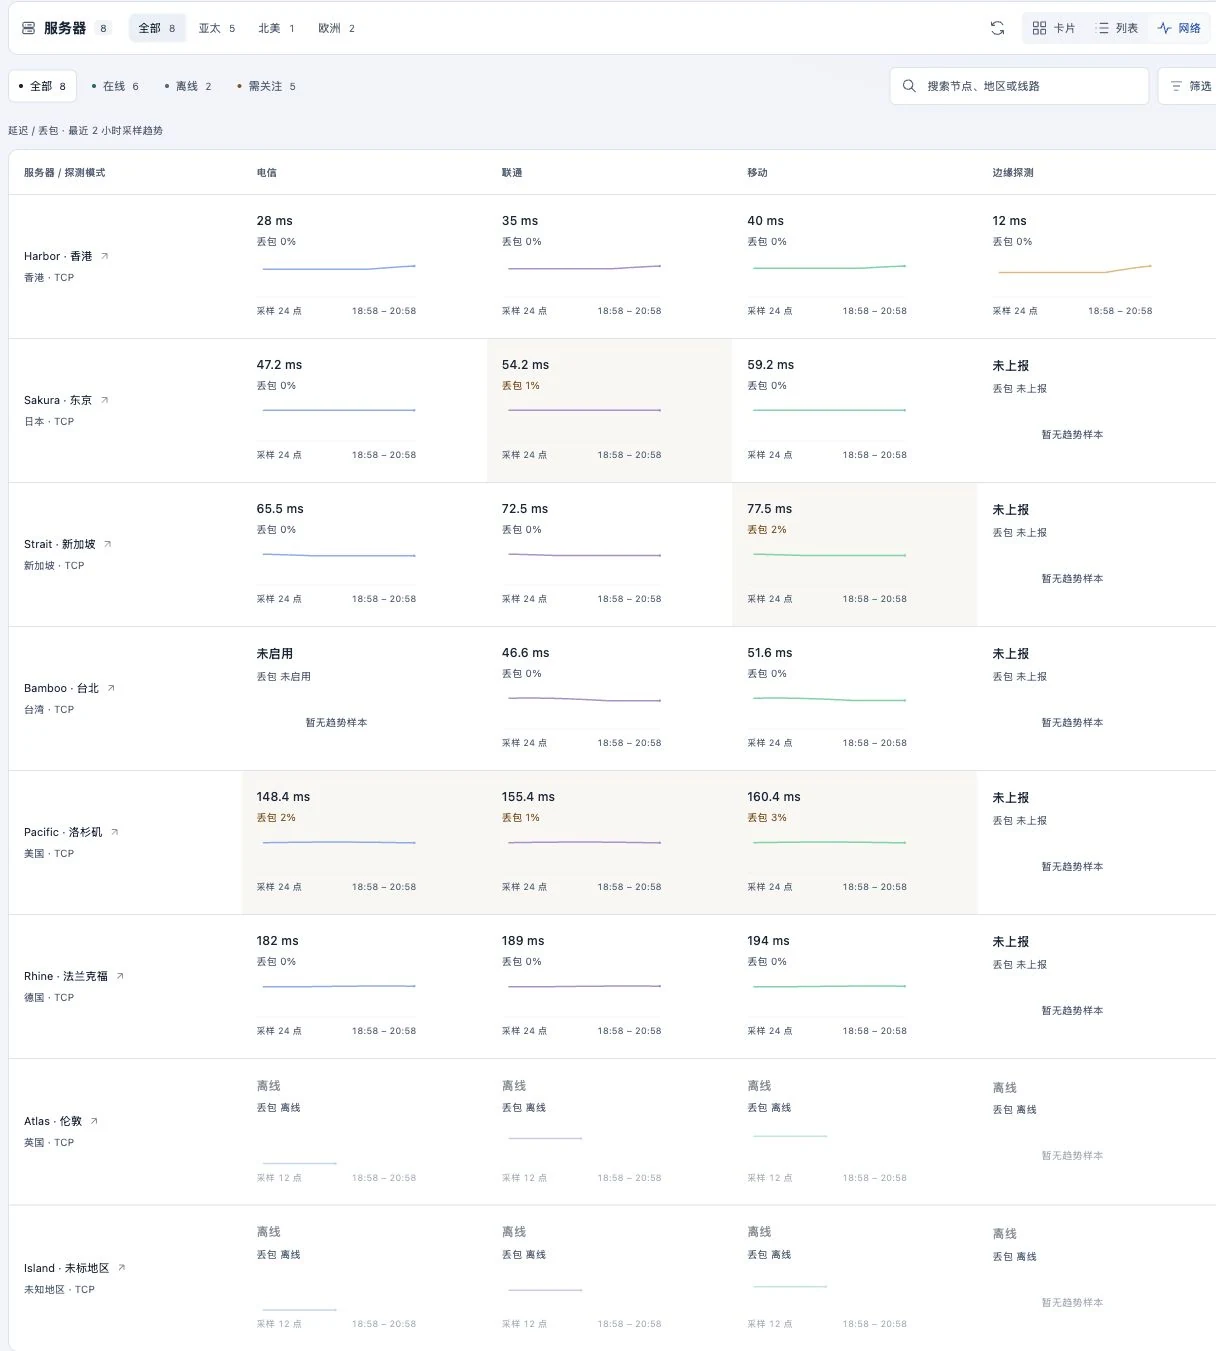 服务器 8 全部 8 亚太 5 北美 1 欧洲 2 卡片 列表 网络
全部 8 在线 6 离线 2 需关注 5 搜索节点、地区或线路 筛选
延迟 / 丢包 · 最近 2 小时采样趋势
服务器 / 探测模式 电信 联通 移动 边缘探测
28 ms 35 ms 40 ms 12 ms
丢包 0% 丢包 0% 丢包 0% 丢包 0%
Harbor · 香港
香港 · TCP
采样 24 点 18:58 – 20:58 采样 24 点 18:58 – 20:58 采样 24 点 18:58 – 20:58 采样 24 点 18:58 – 20:58
47.2 ms 54.2 ms 59.2 ms 未上报
丢包 0% 丢包 1% 丢包 0% 丢包 未上报
Sakura · 东京
日本 · TCP
暂无趋势样本
采样 24 点 18:58 – 20:58 采样 24 点 18:58 – 20:58 采样 24 点 18:58 – 20:58
65.5 ms 72.5 ms 77.5 ms 未上报
丢包 0% 丢包 0% 丢包 2% 丢包 未上报
Strait · 新加坡
新加坡 · TCP
暂无趋势样本
采样 24 点 18:58 – 20:58 采样 24 点 18:58 – 20:58 采样 24 点 18:58 – 20:58
未启用 46.6 ms 51.6 ms 未上报
丢包 未启用 丢包 0% 丢包 0% 丢包 未上报
Bamboo · 台北
台湾 · TCP
暂无趋势样本 暂无趋势样本
采样 24 点 18:58 – 20:58 采样 24 点 18:58 – 20:58
148.4 ms 155.4 ms 160.4 ms 未上报
丢包 2% 丢包 1% 丢包 3% 丢包 未上报
Pacific · 洛杉矶
美国 · TCP
暂无趋势样本
采样 24 点 18:58 – 20:58 采样 24 点 18:58 – 20:58 采样 24 点 18:58 – 20:58
182 ms 189 ms 194 ms 未上报
丢包 0% 丢包 0% 丢包 0% 丢包 未上报
Rhine · 法兰克福
德国 · TCP
暂无趋势样本
采样 24 点 18:58 – 20:58 采样 24 点 18:58 – 20:58 采样 24 点 18:58 – 20:58
离线 离线 离线 离线
丢包 离线 丢包 离线 丢包 离线 丢包 离线
Atlas · 伦敦
英国 · TCP
暂无趋势样本
采样 12 点 18:58 – 20:58 采样 12 点 18:58 – 20:58 采样 12 点 18:58 – 20:58
离线 离线 离线 离线
丢包 离线 丢包 离线 丢包 离线 丢包 离线
Island · 未标地区
未知地区 · TCP
暂无趋势样本
采样 12 点 18:58 – 20:58 采样 12 点 18:58 – 20:58 采样 12 点 18:58 – 20:58